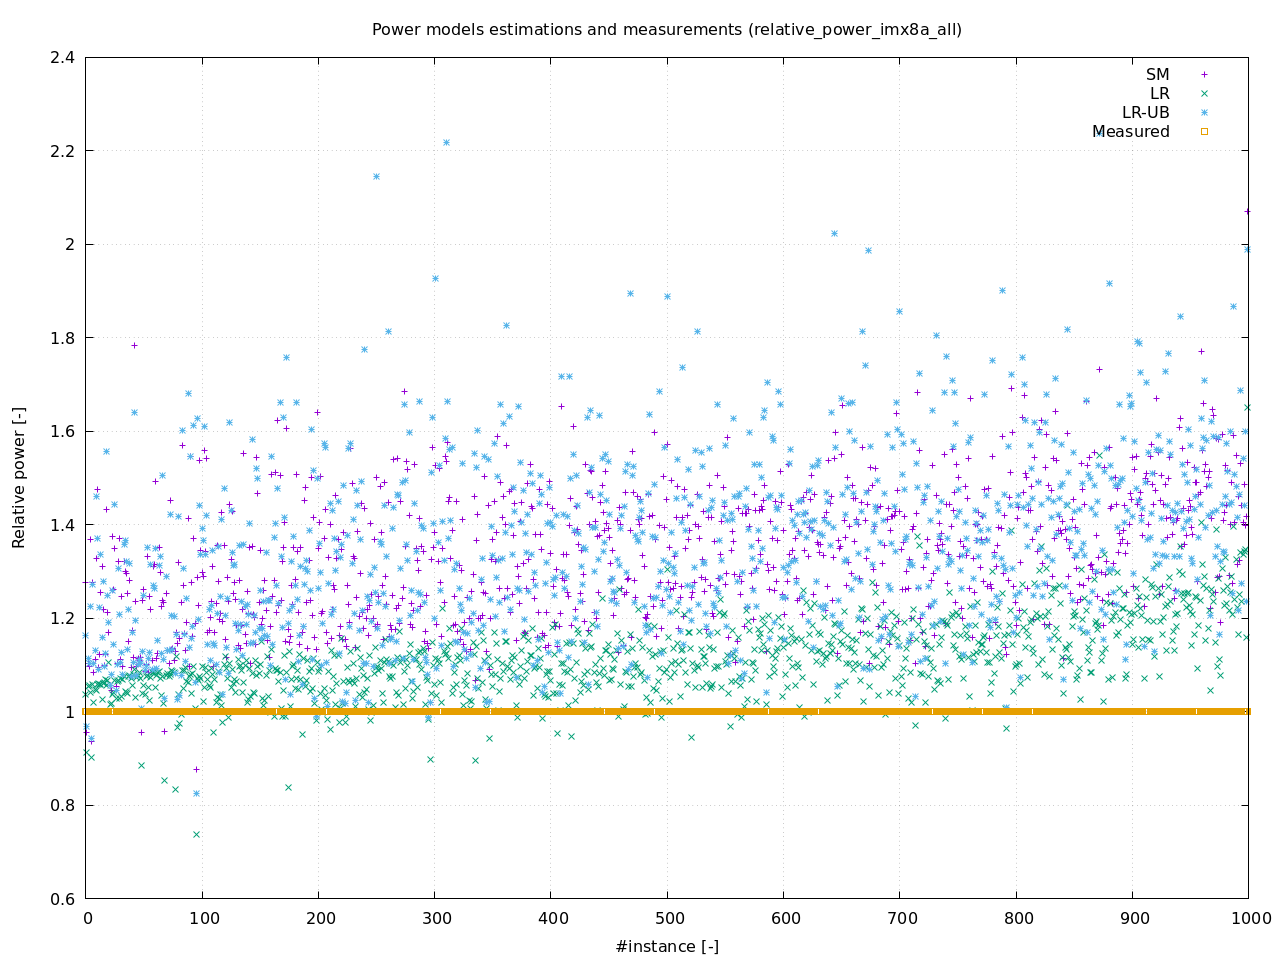 Power models estimations and measurements (relative_power_imx8a_all)
2.4
2.2
2
1.8
1.6
1.4
1.2
1
0.8
0.6
Relative power [-]
SM
LR
LR-UB
Measured
0 100 200 300 400 500 600 700 800 900 1000
#instance [-]